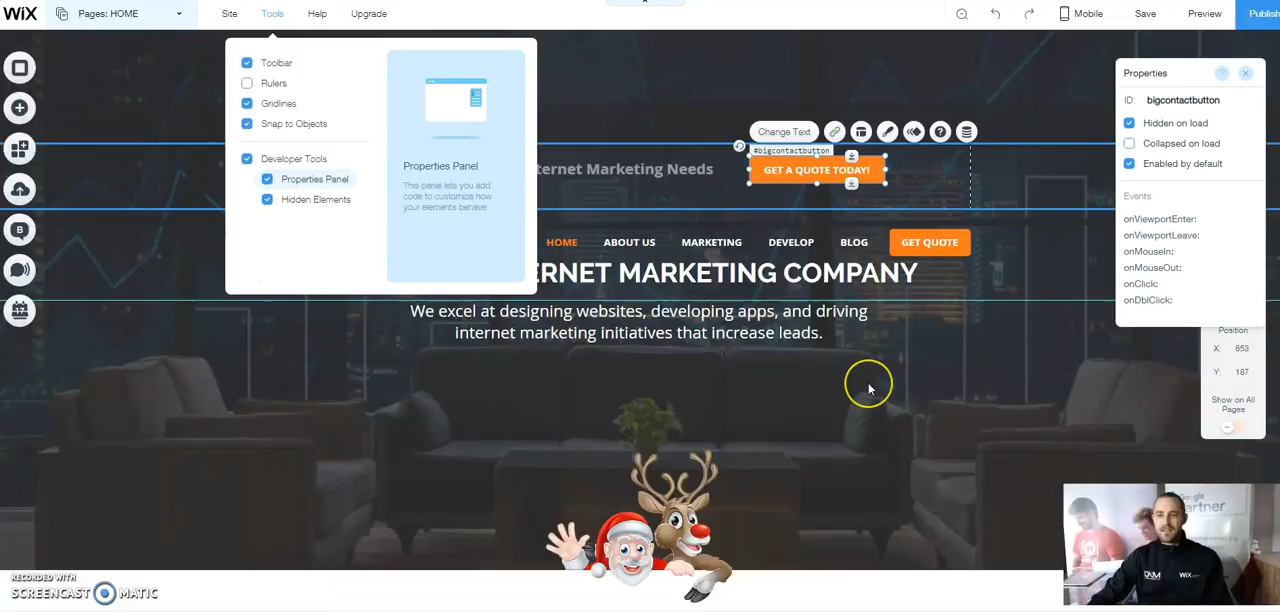 WiX
Pages: HOME
Site
Tools
Help
Upgrade
Mobile
Save
Preview
Publish
Toolbar
Rulers
Gridlines
Snap to Objects
Developer Tools
Properties Panel
Hidden Elements
Properties Panel
This panel lets you add
code to customize how
your elements behave.
Change Text
#bigcontactbutton
ternet Marketing Needs
GET A QUOTE TODAY!
HOME
ABOUT US
MARKETING
DEVELOP
BLOG
GET QUOTE
ERNET MARKETING COMPANY
We excel at designing websites, developing apps, and driving
internet marketing initiatives that increase leads.
Properties
?
ID: bigcontactbutton
Hidden on load
Collapsed on load
Enabled by default
Events
onViewportEnter:
onViewportLeave:
onMouseIn:
onMouseOut:
onClick:
onDblClick:
Position
X: 653
Y: 187
Show on All
Pages
Google
Partner
WiX
RECORDED WITH
SCREENCAST MATIC